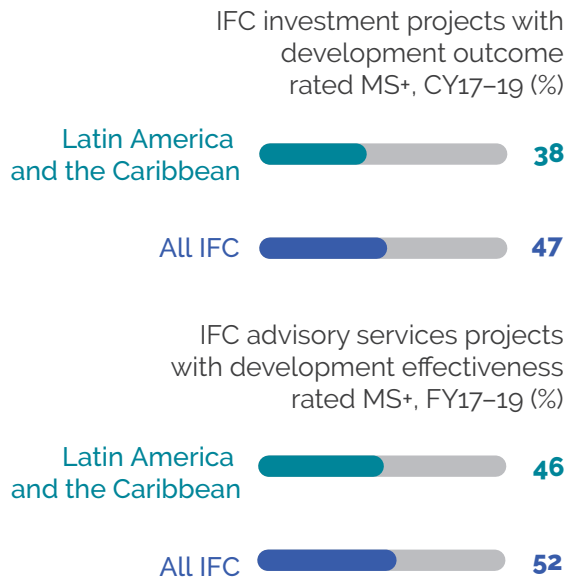 IFC investment projects with
development outcome
rated MS+, CY17–19 (%)
Latin America
and the Caribbean
38
All IFC
47
IFC advisory services projects
with development effectiveness
rated MS+, FY17–19 (%)
Latin America
and the Caribbean
46
All IFC
52